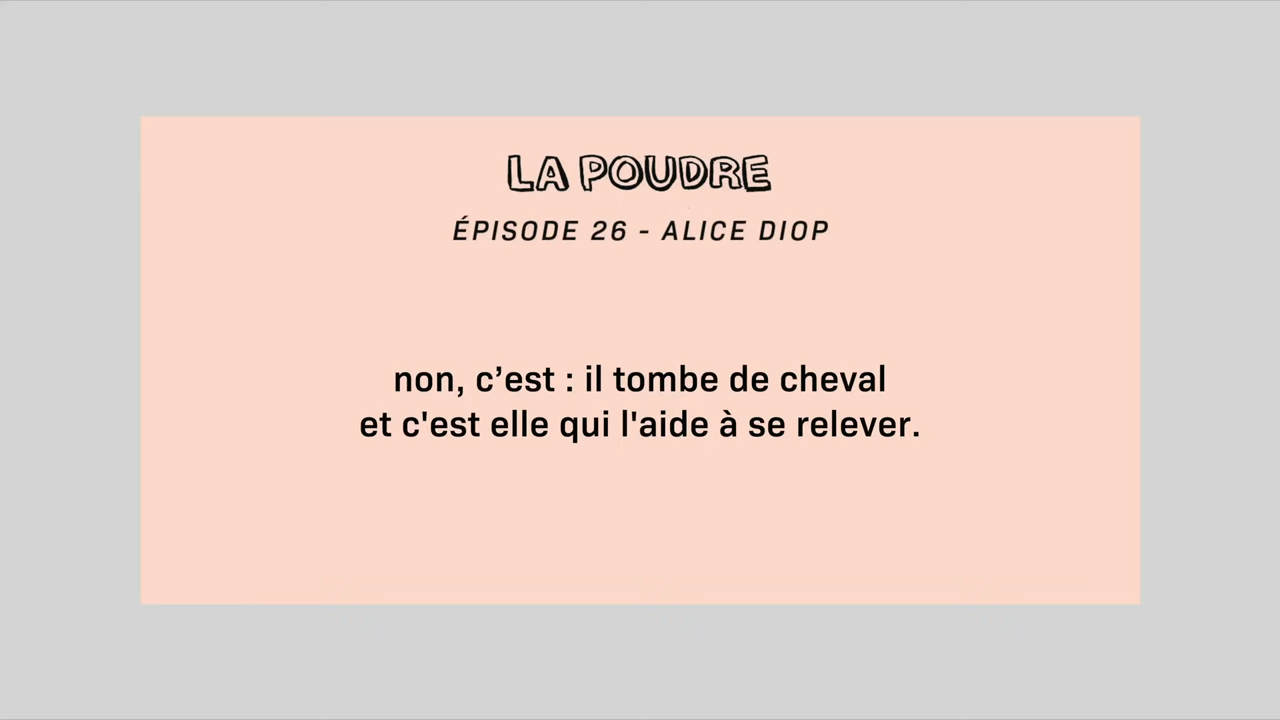 LA POUDRE
ÉPISODE 26 - ALICE DIOP
non, c’est : il tombe de cheval
et c'est elle qui l'aide à se relever.